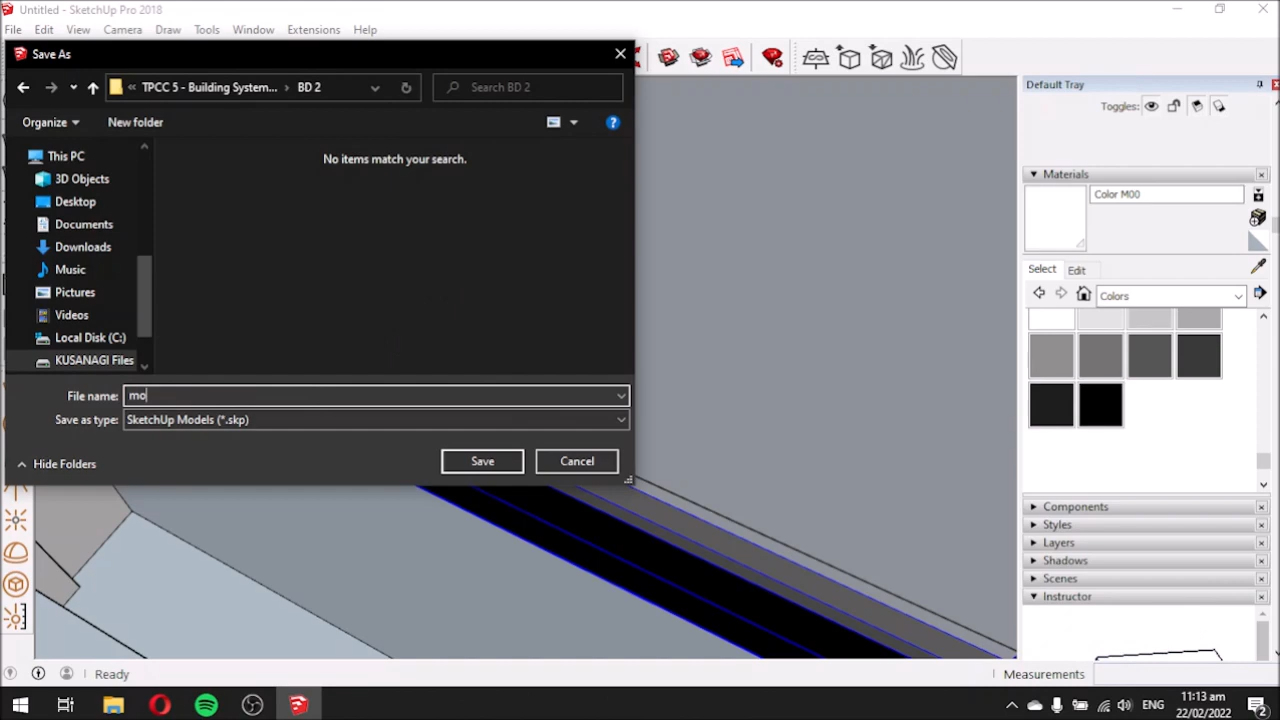 Untitled - SketchUp Pro 2018
File Edit View Camera Draw Tools Window Extensions Help
Save As
« TPCC 5 - Building System... › BD 2
Search BD 2
Organize
New folder
This PC
3D Objects
Desktop
Documents
Downloads
Music
Pictures
Videos
Local Disk (C:)
KUSANAGI Files
No items match your search.
File name: mo
Save as type: SketchUp Models (*.skp)
Hide Folders
Save
Cancel
Default Tray
Toggles:
Materials
Color M00
Select Edit
Colors
Components
Styles
Layers
Shadows
Scenes
Instructor
Ready
Measurements
ENG
11:13 am
22/02/2022
2